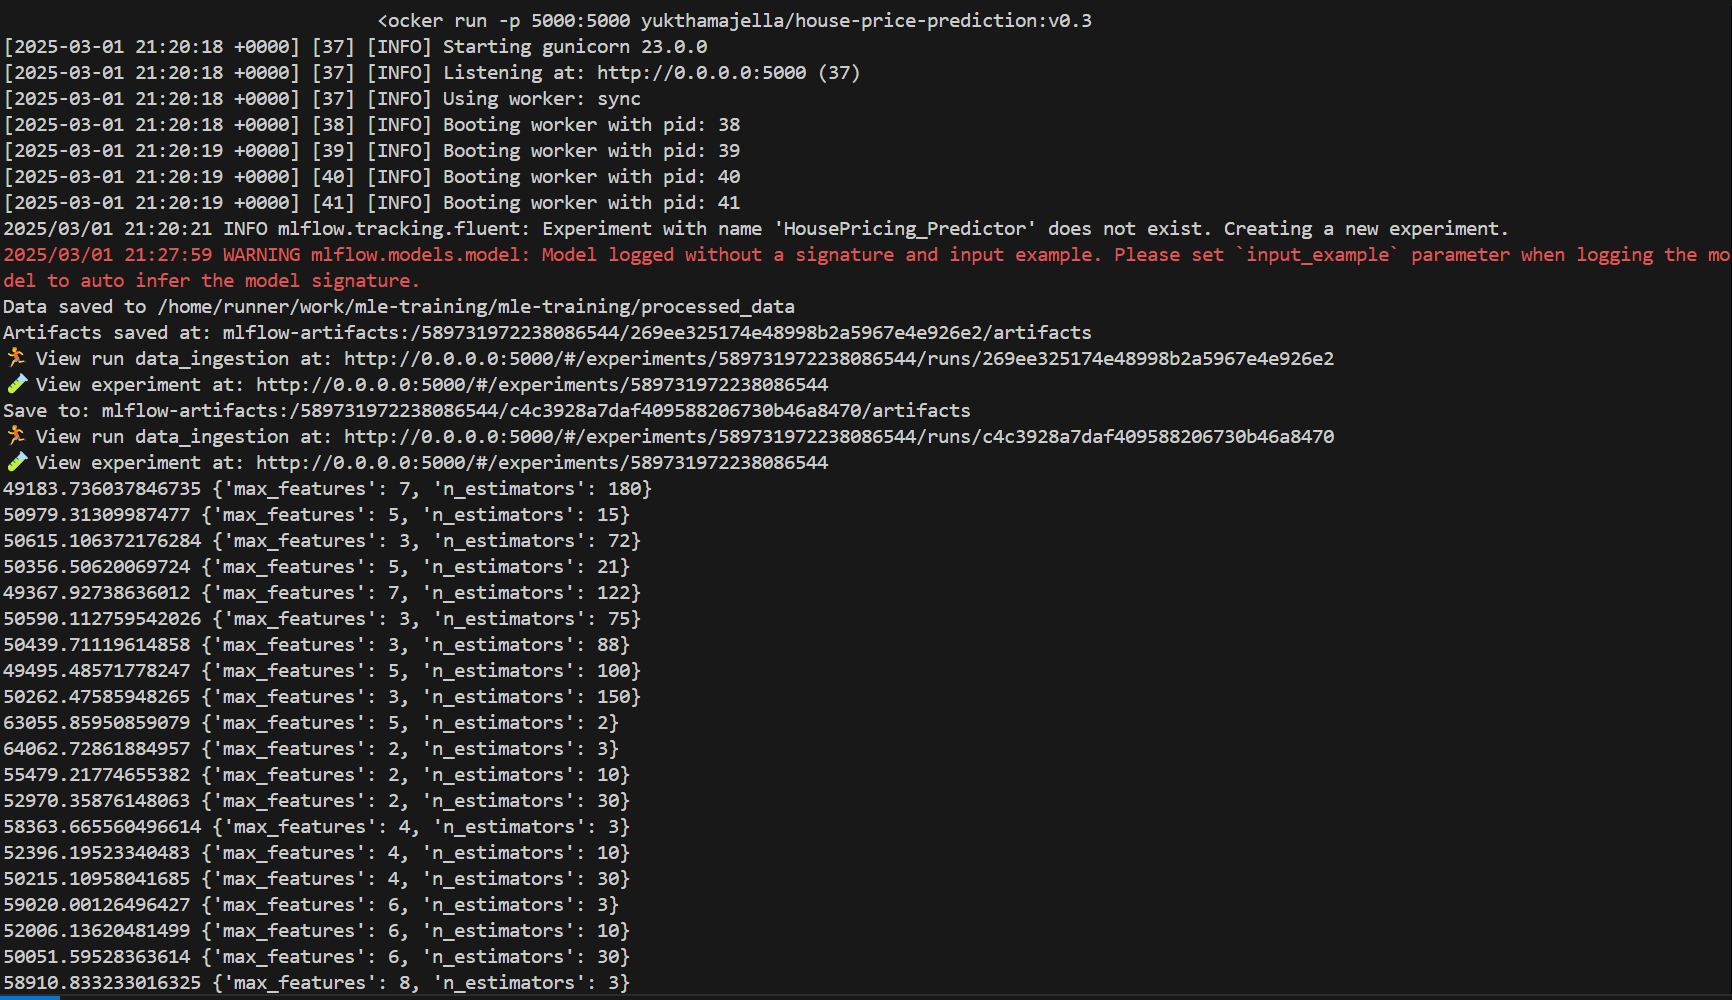 <ocker run -p 5000:5000 yukthamajella/house-price-prediction:v0.3
[2025-03-01 21:20:18 +0000] [37] [INFO] Starting gunicorn 23.0.0
[2025-03-01 21:20:18 +0000] [37] [INFO] Listening at: http://0.0.0.0:5000 (37)
[2025-03-01 21:20:18 +0000] [37] [INFO] Using worker: sync
[2025-03-01 21:20:18 +0000] [38] [INFO] Booting worker with pid: 38
[2025-03-01 21:20:19 +0000] [39] [INFO] Booting worker with pid: 39
[2025-03-01 21:20:19 +0000] [40] [INFO] Booting worker with pid: 40
[2025-03-01 21:20:19 +0000] [41] [INFO] Booting worker with pid: 41
2025/03/01 21:20:21 INFO mlflow.tracking.fluent: Experiment with name 'HousePricing_Predictor' does not exist. Creating a new experiment.
2025/03/01 21:27:59 WARNING mlflow.models.model: Model logged without a signature and input example. Please set `input_example` parameter when logging the mo
del to auto infer the model signature.
Data saved to /home/runner/work/mle-training/mle-training/processed_data
Artifacts saved at: mlflow-artifacts:/589731972238086544/269ee325174e48998b2a5967e4e926e2/artifacts
🏃 View run data_ingestion at: http://0.0.0.0:5000/#/experiments/589731972238086544/runs/269ee325174e48998b2a5967e4e926e2
🧪 View experiment at: http://0.0.0.0:5000/#/experiments/589731972238086544
Save to: mlflow-artifacts:/589731972238086544/c4c3928a7daf409588206730b46a8470/artifacts
🏃 View run data_ingestion at: http://0.0.0.0:5000/#/experiments/589731972238086544/runs/c4c3928a7daf409588206730b46a8470
🧪 View experiment at: http://0.0.0.0:5000/#/experiments/589731972238086544
49183.736037846735 {'max_features': 7, 'n_estimators': 180}
50979.31309987477 {'max_features': 5, 'n_estimators': 15}
50615.106372176284 {'max_features': 3, 'n_estimators': 72}
50356.50620069724 {'max_features': 5, 'n_estimators': 21}
49367.92738636012 {'max_features': 7, 'n_estimators': 122}
50590.112759542026 {'max_features': 3, 'n_estimators': 75}
50439.71119614858 {'max_features': 3, 'n_estimators': 88}
49495.48571778247 {'max_features': 5, 'n_estimators': 100}
50262.47585948265 {'max_features': 3, 'n_estimators': 150}
63055.85950859079 {'max_features': 5, 'n_estimators': 2}
64062.72861884957 {'max_features': 2, 'n_estimators': 3}
55479.21774655382 {'max_features': 2, 'n_estimators': 10}
52970.35876148063 {'max_features': 2, 'n_estimators': 30}
58363.665560496614 {'max_features': 4, 'n_estimators': 3}
52396.19523340483 {'max_features': 4, 'n_estimators': 10}
50215.10958041685 {'max_features': 4, 'n_estimators': 30}
59020.00126496427 {'max_features': 6, 'n_estimators': 3}
52006.13620481499 {'max_features': 6, 'n_estimators': 10}
50051.59528363614 {'max_features': 6, 'n_estimators': 30}
58910.833233016325 {'max_features': 8, 'n_estimators': 3}